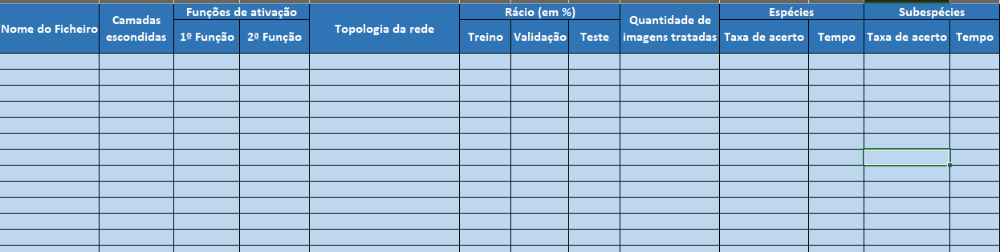 Nome do Ficheiro
Camadas
escondidas
Funções de ativação
1º Função
2ª Função
Topologia da rede
Rácio (em %)
Treino
Validação
Teste
Quantidade de
imagens tratadas
Espécies
Taxa de acerto
Tempo
Subespécies
Taxa de acerto
Tempo